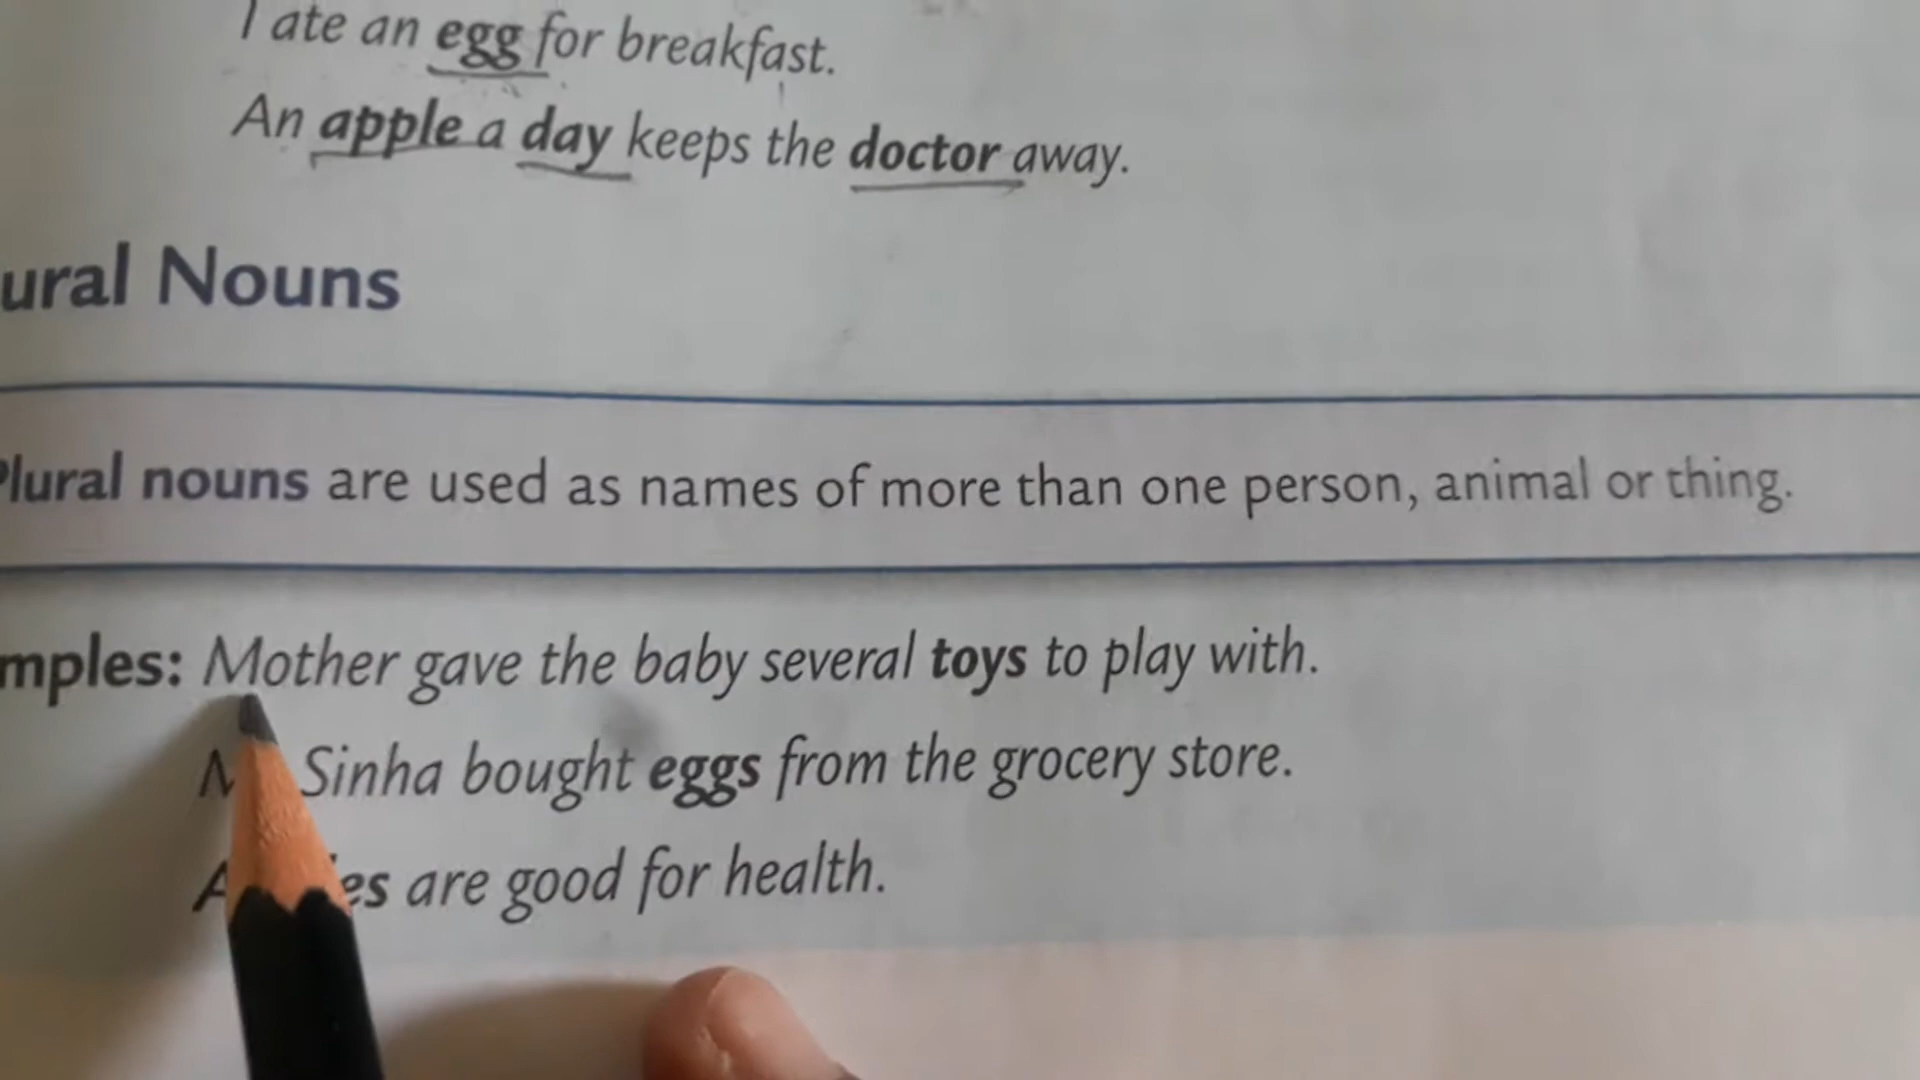 I ate an egg for breakfast.
An apple a day keeps the doctor away.
ural Nouns
Plural nouns are used as names of more than one person, animal or thing.
mples: Mother gave the baby several toys to play with.
Sinha bought eggs from the grocery store.
are good for health.